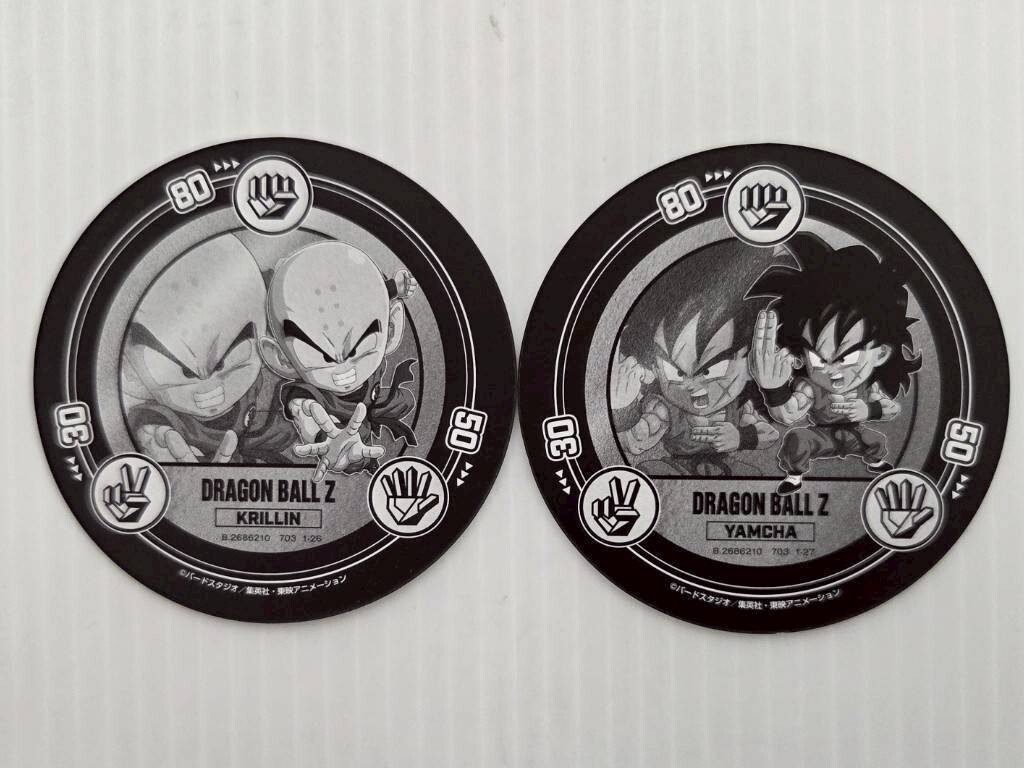 80
30
50
DRAGON BALL Z
KRILLIN
B.2686210 703 1-26
©バードスタジオ/集英社・東映アニメーション
80
30
50
DRAGON BALL Z
YAMCHA
B.2686210 703 1-27
©バードスタジオ/集英社・東映アニメーション